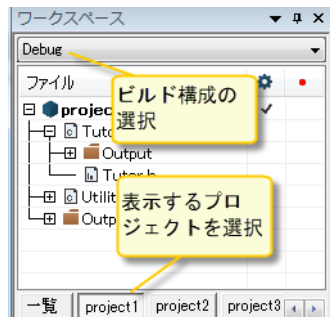 ワークスペース
Debug
ファイル
ビルド構成の
選択
projec
Tuto
Output
Tutor.h
Utilit
表示するプロ
ジェクトを選択
Outp
一覧 project1 project2 project3